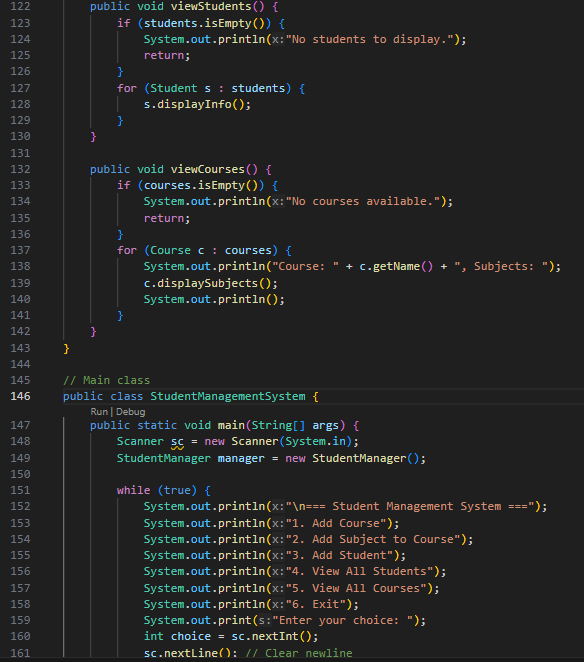 122 public void viewStudents() {
123 if (students.isEmpty()) {
124 System.out.println(x:"No students to display.");
125 return;
126 }
127 for (Student s : students) {
128 s.displayInfo();
129 }
130 }
131
132 public void viewCourses() {
133 if (courses.isEmpty()) {
134 System.out.println(x:"No courses available.");
135 return;
136 }
137 for (Course c : courses) {
138 System.out.println("Course: " + c.getName() + ", Subjects: ");
139 c.displaySubjects();
140 System.out.println();
141 }
142 }
143 }
144
145 // Main class
146 public class StudentManagementSystem {
Run | Debug
147 public static void main(String[] args) {
148 Scanner sc = new Scanner(System.in);
149 StudentManager manager = new StudentManager();
150
151 while (true) {
152 System.out.println(x:"\n=== Student Management System ===");
153 System.out.println(x:"1. Add Course");
154 System.out.println(x:"2. Add Subject to Course");
155 System.out.println(x:"3. Add Student");
156 System.out.println(x:"4. View All Students");
157 System.out.println(x:"5. View All Courses");
158 System.out.println(x:"6. Exit");
159 System.out.print(s:"Enter your choice: ");
160 int choice = sc.nextInt();
161 sc.nextLine(); // Clear newline